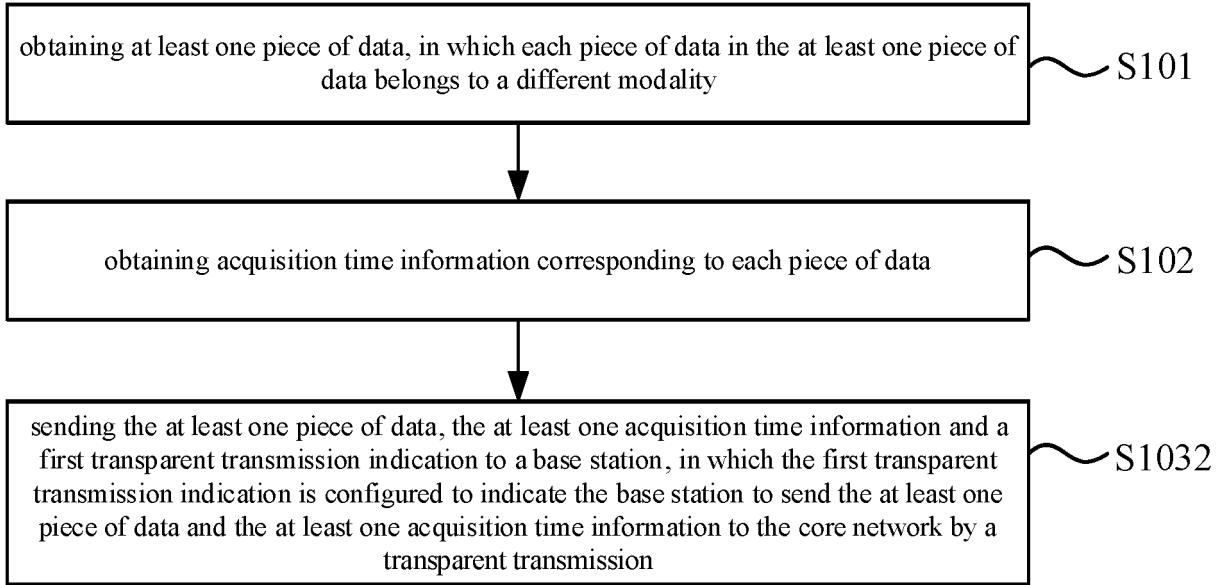 obtaining at least one piece of data, in which each piece of data in the at least one piece of
data belongs to a different modality
S101
obtaining acquisition time information corresponding to each piece of data
S102
sending the at least one piece of data, the at least one acquisition time information and a
first transparent transmission indication to a base station, in which the first transparent
transmission indication is configured to indicate the base station to send the at least one
piece of data and the at least one acquisition time information to the core network by a
transparent transmission
S1032